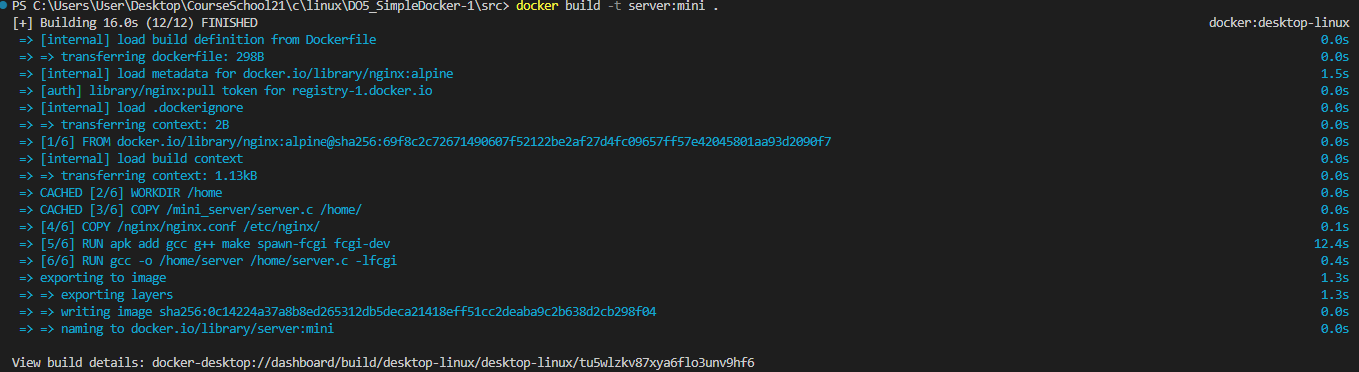 PS C:\Users\User\Desktop\CourseSchool21\c\linux\DO5_SimpleDocker-1\src> docker build -t server:mini .
[+] Building 16.0s (12/12) FINISHED docker:desktop-linux
=> [internal] load build definition from Dockerfile 0.0s
=> => transferring dockerfile: 298B 0.0s
=> [internal] load metadata for docker.io/library/nginx:alpine 1.5s
=> [auth] library/nginx:pull token for registry-1.docker.io 0.0s
=> [internal] load .dockerignore 0.0s
=> => transferring context: 2B 0.0s
=> [1/6] FROM docker.io/library/nginx:alpine@sha256:69f8c2c72671490607f52122be2af27d4fc09657ff57e42045801aa93d2090f7 0.0s
=> [internal] load build context 0.0s
=> => transferring context: 1.13kB 0.0s
=> CACHED [2/6] WORKDIR /home 0.0s
=> CACHED [3/6] COPY /mini_server/server.c /home/ 0.0s
=> [4/6] COPY /nginx/nginx.conf /etc/nginx/ 0.1s
=> [5/6] RUN apk add gcc g++ make spawn-fcgi fcgi-dev 12.4s
=> [6/6] RUN gcc -o /home/server /home/server.c -lfcgi 0.4s
=> exporting to image 1.3s
=> => exporting layers 1.3s
=> => writing image sha256:0c14224a37a8b8ed265312db5deca21418eff51cc2deaba9c2b638d2cb298f04 0.0s
=> => naming to docker.io/library/server:mini 0.0s
View build details: docker-desktop://dashboard/build/desktop-linux/desktop-linux/tu5wlzkv87xya6flo3unv9hf6